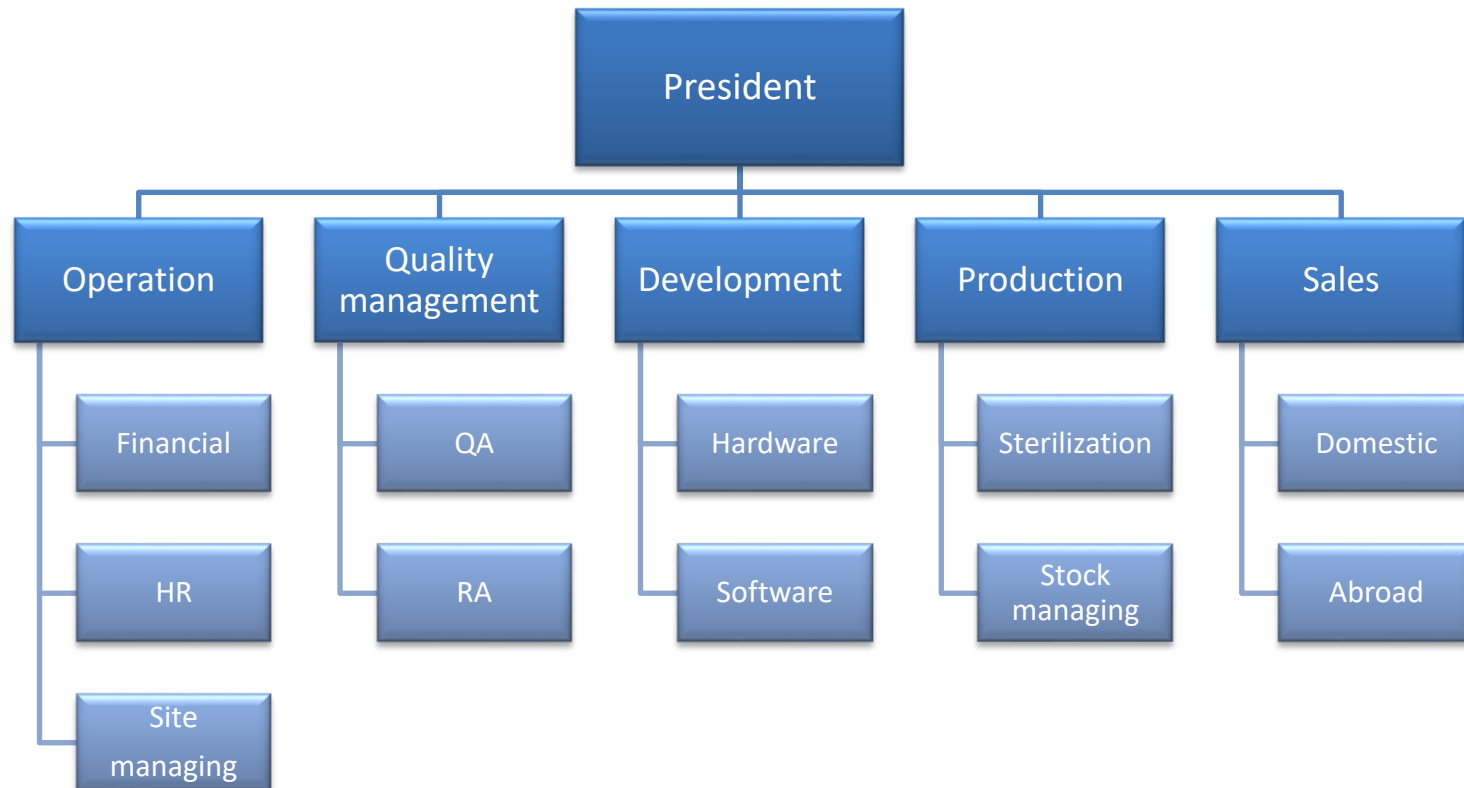 President
Operation
Quality
management
Development
Production
Sales
Financial
QA
Hardware
Sterilization
Domestic
HR
RA
Software
Stock
managing
Abroad
Site
managing